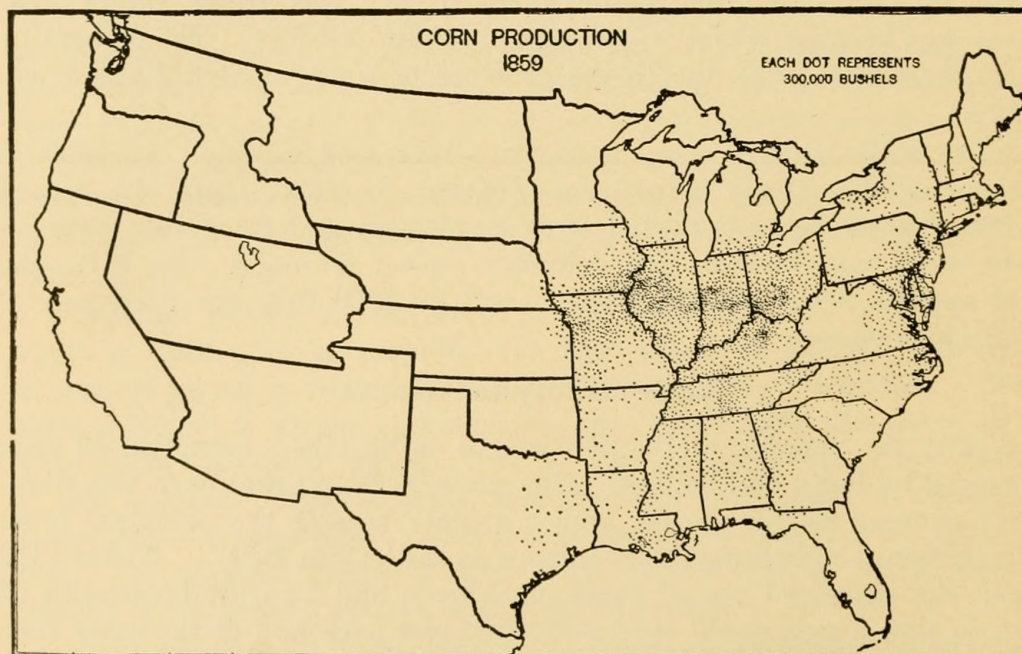 CORN PRODUCTION
1859
EACH DOT REPRESENTS
300,000 BUSHELS